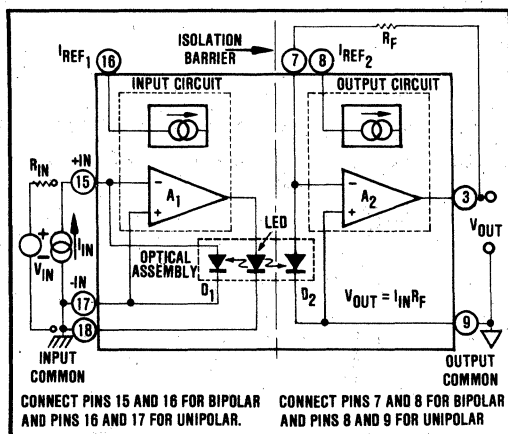 IREF1 16
ISOLATION BARRIER
7 8 IREF2
RF
INPUT CIRCUIT
OUTPUT CIRCUIT
RIN
+IN
15
- A1
+
- A2
+
3
VOUT
LED
OPTICAL ASSEMBLY
+
-
VIN
IIN
-IN
17
D1
D2
VOUT = IINRF
18
9
INPUT COMMON
OUTPUT COMMON
CONNECT PINS 15 AND 16 FOR BIPOLAR
AND PINS 16 AND 17 FOR UNIPOLAR.
CONNECT PINS 7 AND 8 FOR BIPOLAR
AND PINS 8 AND 9 FOR UNIPOLAR